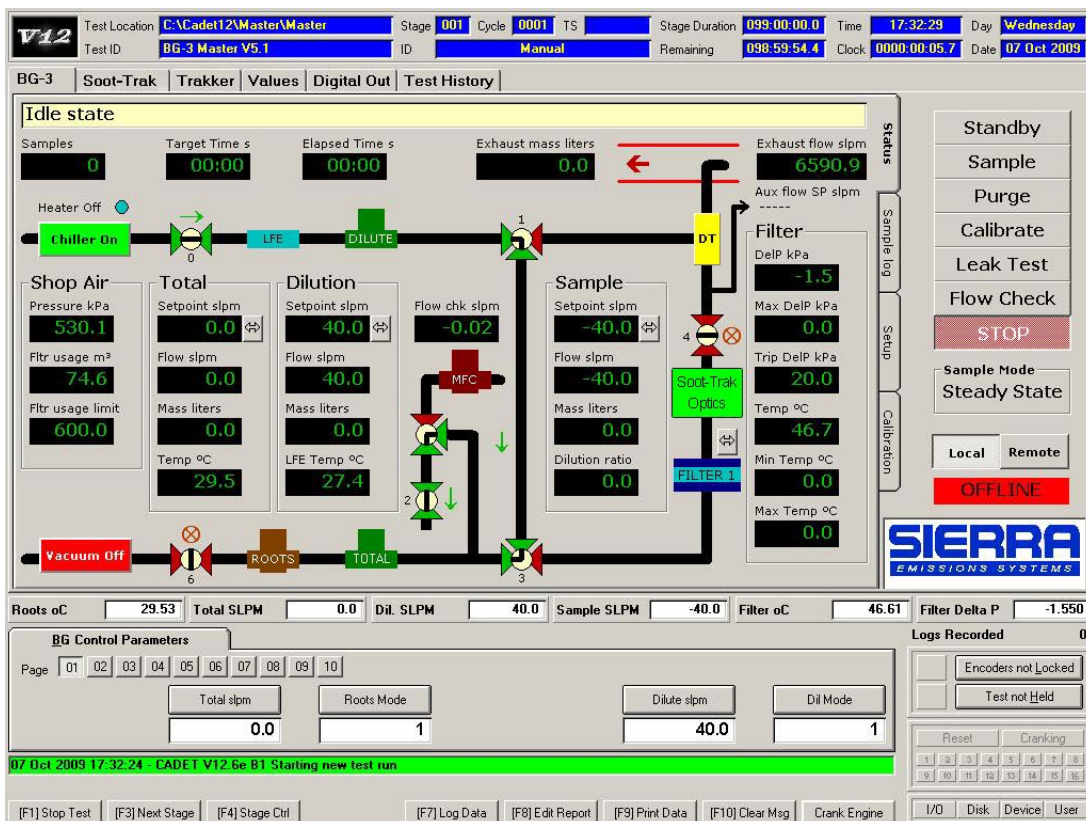 V12 Test Location C:\Cadet12\Master\Master Stage 001 Cycle 0001 TS Stage Duration 099:00:00.0 Time 17:32:29 Day Wednesday
Test ID BG-3 Master V5.1 ID Manual Remaining 098:59:54.4 Clock 0000:00:05.7 Date 07 Oct 2009
BG-3 Soot-Trak Trakker Values Digital Out Test History
Idle state
Samples Target Time s Elapsed Time s Exhaust mass liters Exhaust flow slpm
0 00:00 00:00 0.0 6590.9
Aux flow SP slpm
-----
Heater Off
Chiller On 0 LFE DILUTE 1 DT
Shop Air
Pressure kPa
530.1
Fltr usage m³
74.6
Fltr usage limit
600.0
Total
Setpoint slpm
0.0
Flow slpm
0.0
Mass liters
0.0
Temp ºC
29.5
Dilution
Setpoint slpm
40.0
Flow slpm
40.0
Mass liters
0.0
LFE Temp ºC
27.4
Flow chk slpm
-0.02
MFC
2
Sample
Setpoint slpm
-40.0
Flow slpm
-40.0
Mass liters
0.0
Dilution ratio
0.0
4
Soot-Trak
Optics
FILTER 1
Filter
DelP kPa
-1.5
Max DelP kPa
0.0
Trip DelP kPa
20.0
Temp ºC
46.7
Min Temp ºC
0.0
Max Temp ºC
0.0
Vacuum Off 6 ROOTS TOTAL 3
Status
Sample log
Setup
Calibration
Standby
Sample
Purge
Calibrate
Leak Test
Flow Check
STOP
Sample Mode
Steady State
Local Remote
OFFLINE
SIERRA
EMISSIONS SYSTEMS
Roots oC 29.53 Total SLPM 0.0 Dil. SLPM 40.0 Sample SLPM -40.0 Filter oC 46.61 Filter Delta P -1.550
BG Control Parameters
Page 01 02 03 04 05 06 07 08 09 10
Total slpm Roots Mode Dilute slpm Dil Mode
0.0 1 40.0 1
Logs Recorded 0
Encoders not Locked
Test not Held
Reset Cranking
1 2 3 4 5 6 7 8
9 10 11 12 13 14 15 16
07 Oct 2009 17:32:24 - CADET V12.6e B1 Starting new test run
[F1] Stop Test [F3] Next Stage [F4] Stage Ctrl [F7] Log Data [F8] Edit Report [F9] Print Data [F10] Clear Msg Crank Engine I/O Disk Device User